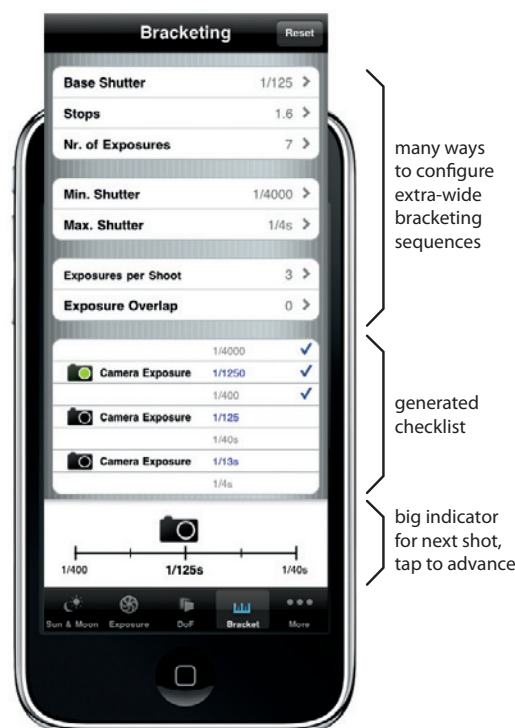 Bracketing
Reset
Base Shutter 1/125
Stops 1.6
Nr. of Exposures 7
Min. Shutter 1/4000
Max. Shutter 1/4s
Exposures per Shoot 3
Exposure Overlap 0
1/4000
Camera Exposure 1/1250
1/400
Camera Exposure 1/125
1/40s
Camera Exposure 1/13s
1/4s
1/400 1/125s 1/40s
Sun & Moon Exposure DoF Bracket More
many ways
to configure
extra-wide
bracketing
sequences
generated
checklist
big indicator
for next shot,
tap to advance